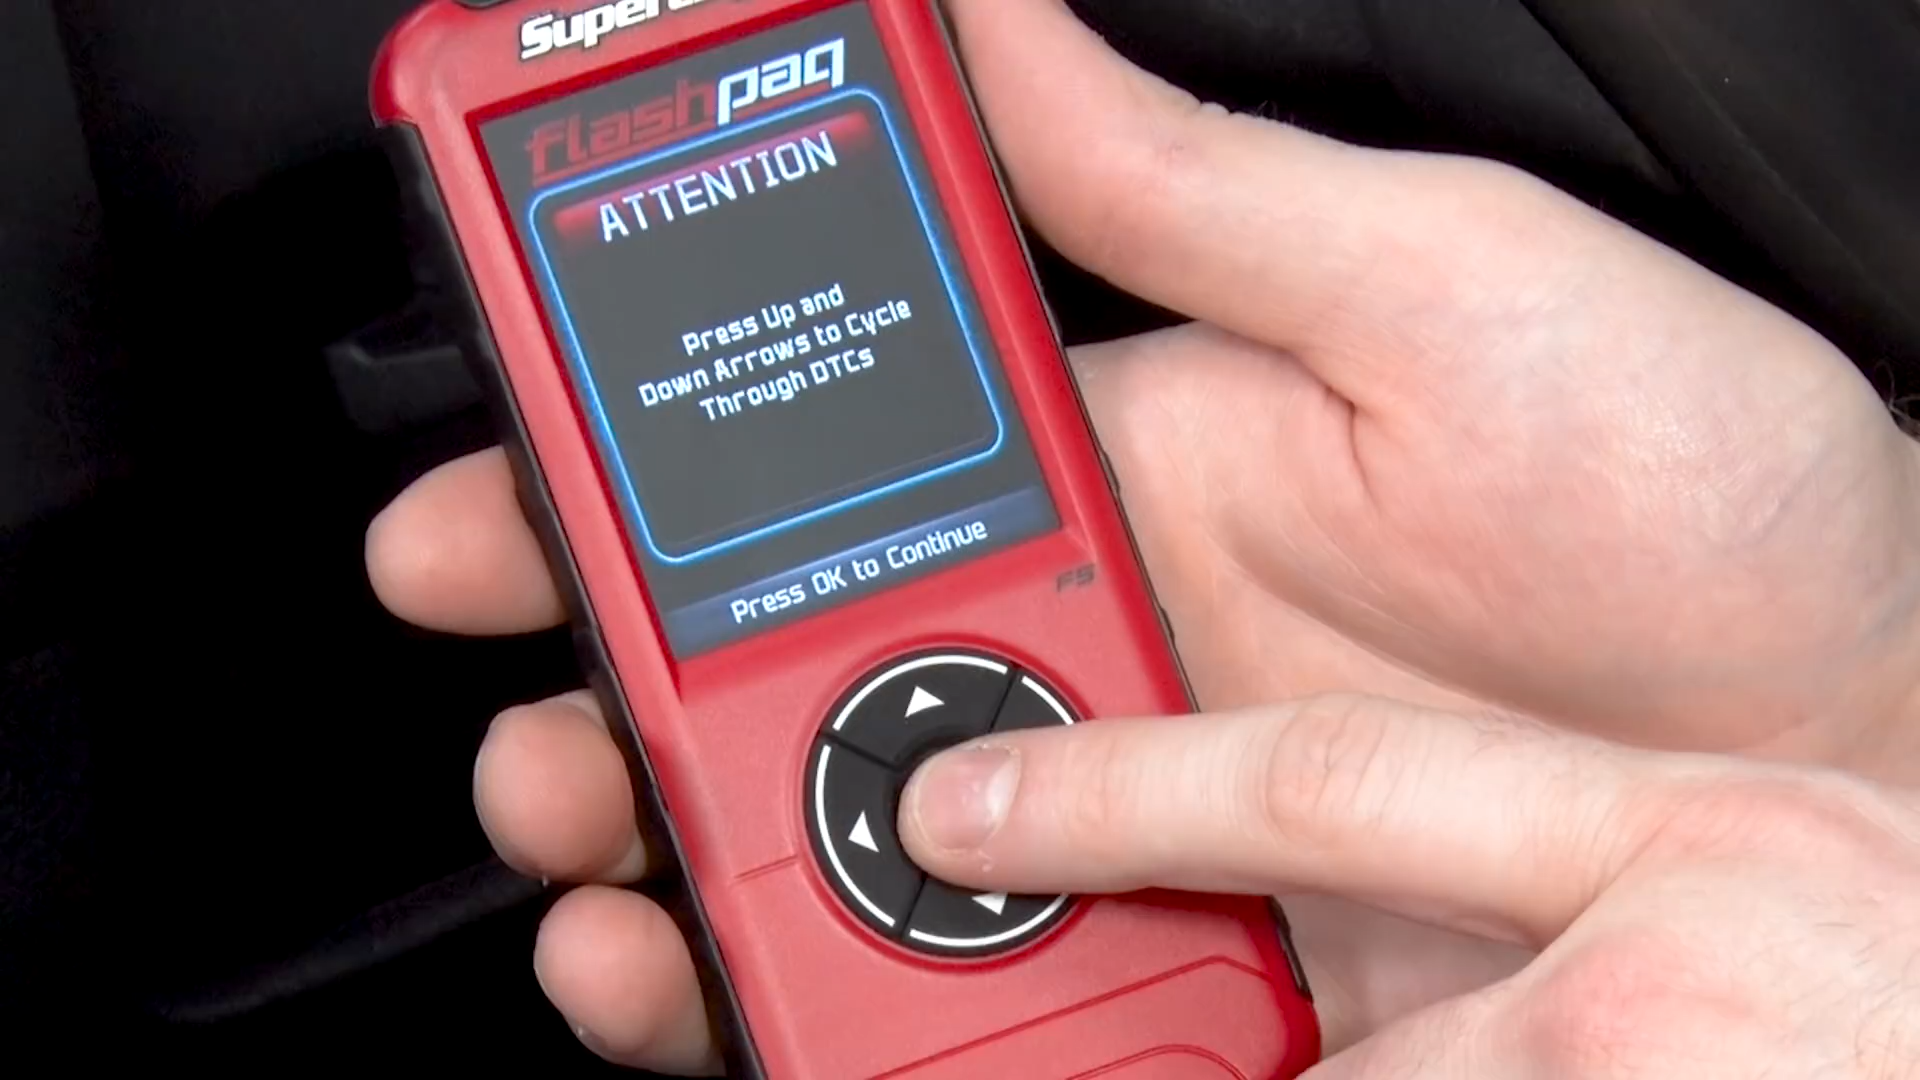 flashpaq
ATTENTION
Press Up and
Down Arrows to Cycle
Through DTCs
Press OK to Continue
F5